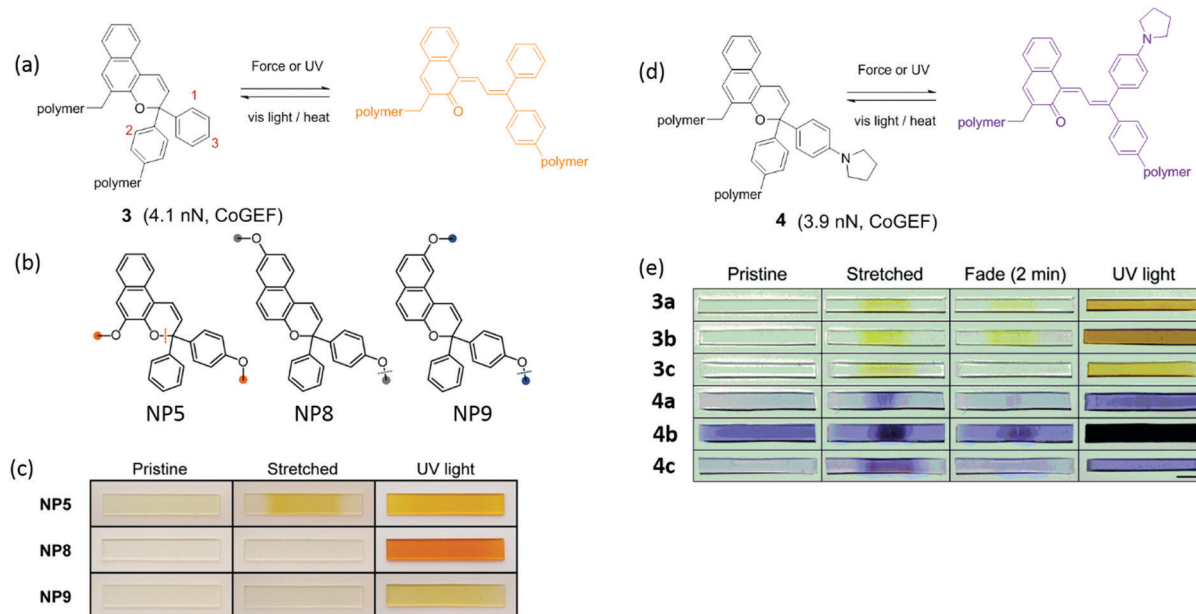 (a)
polymer
O
1
2
3
polymer
Force or UV
vis light / heat
O
polymer
polymer
3 (4.1 nN, CoGEF)
(b)
O
O
O
NP5
O
O
O
NP8
O
O
O
NP9
(c)
Pristine
Stretched
UV light
NP5
NP8
NP9
(d)
polymer
O
N
polymer
Force or UV
vis light / heat
N
polymer
O
polymer
4 (3.9 nN, CoGEF)
(e)
Pristine
Stretched
Fade (2 min)
UV light
3a
3b
3c
4a
4b
4c